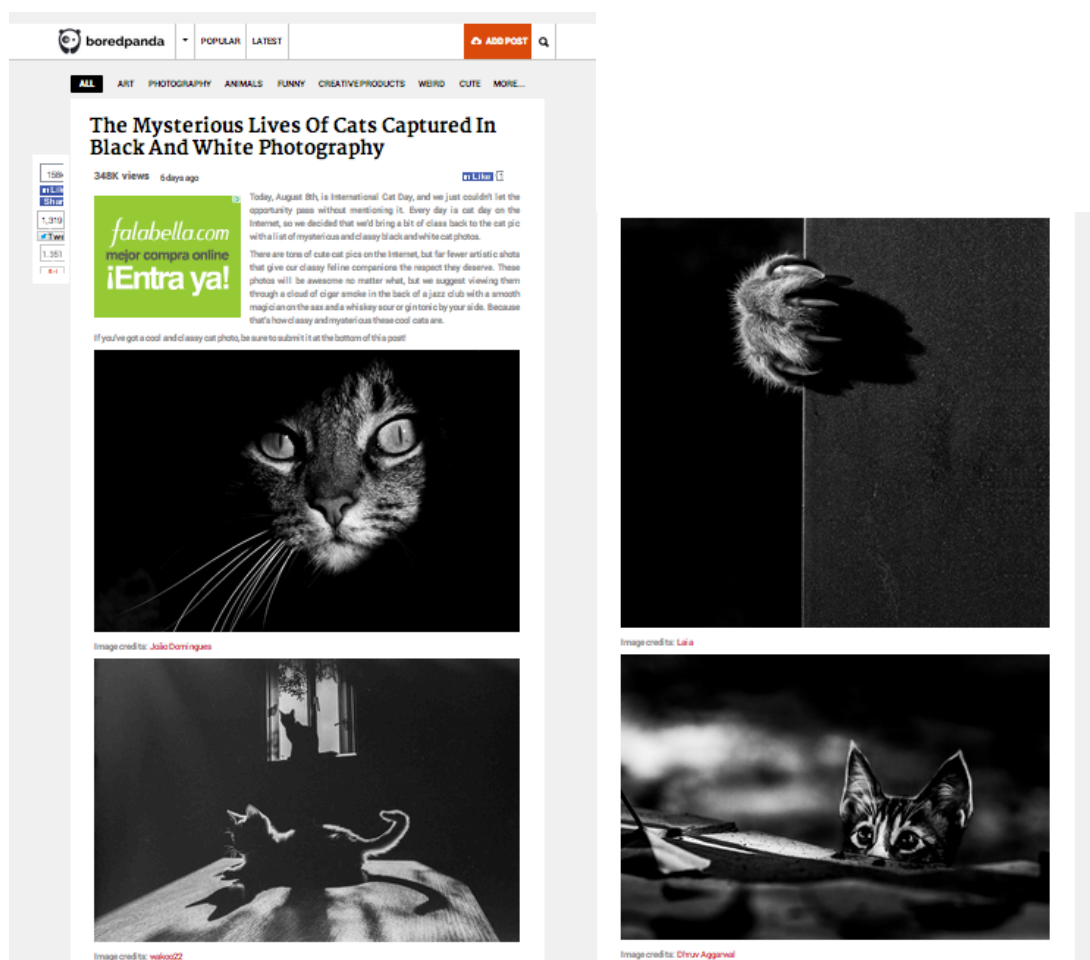 boredpanda
POPULAR
LATEST
ADD POST
ALL
ART
PHOTOGRAPHY
ANIMALS
FUNNY
CREATIVE PRODUCTS
WEIRD
CUTE
MORE...
The Mysterious Lives Of Cats Captured In
Black And White Photography
348K views 6 days ago
Like
1,319
1,351
falabella.com
mejor compra online
¡Entra ya!
Today, August 8th, is International Cat Day, and we just couldn't let the
opportunity pass without mentioning it. Every day is cat day on the
Internet, so we decided that we'd bring a bit of class back to the cat pic
with a list of mysterious and classy black and white cat photos.
There are tons of cute cat pics on the Internet, but far fewer artistic shots
that give our classy feline companions the respect they deserve. These
photos will be awesome no matter what, but we suggest viewing them
through a cloud of cigar smoke in the back of a jazz club with a smooth
magician on the sax and a whiskey sour or gin tonic by your side. Because
that's how classy and mysterious these cool cats are.
If you've got a cool and classy cat photo, be sure to submit it at the bottom of this post!
Image credits: João Domingues
Image credits: wakoo22
Image credits: Laia
Image credits: Dhruv Aggarwal